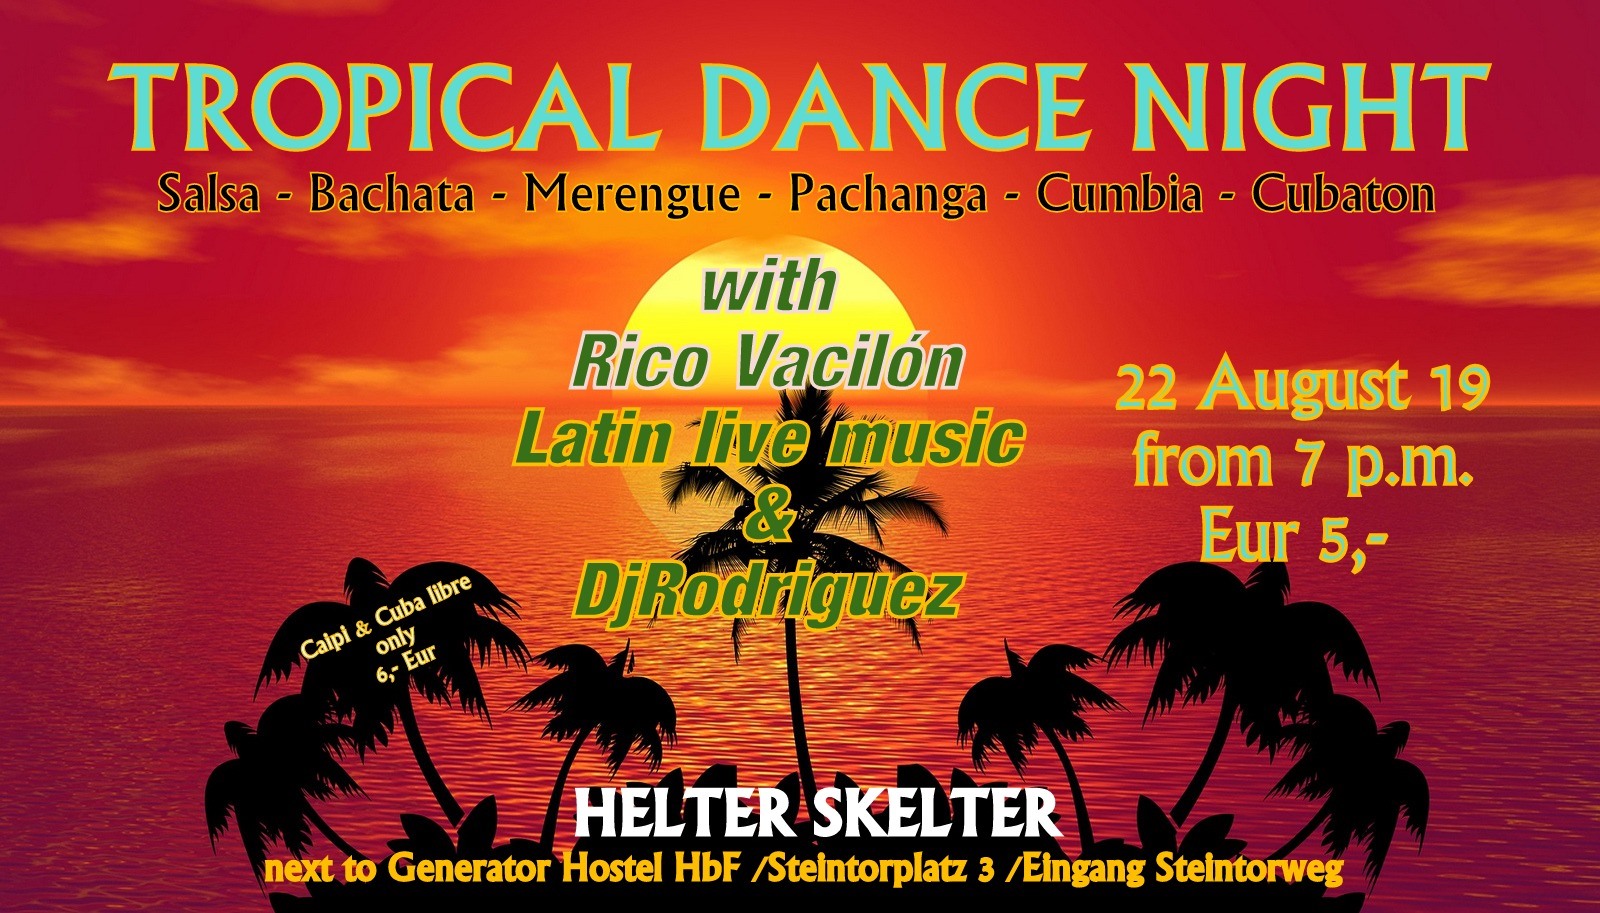 TROPICAL DANCE NIGHT
Salsa - Bachata - Merengue - Pachanga - Cumbia - Cubaton
with
Rico Vacilón
Latin live music
&
DjRodriguez
22 August 19
from 7 p.m.
Eur 5,-
Caipi & Cuba libre
only
6,- Eur
HELTER SKELTER
next to Generator Hostel HbF /Steintorplatz 3 /Eingang Steintorweg